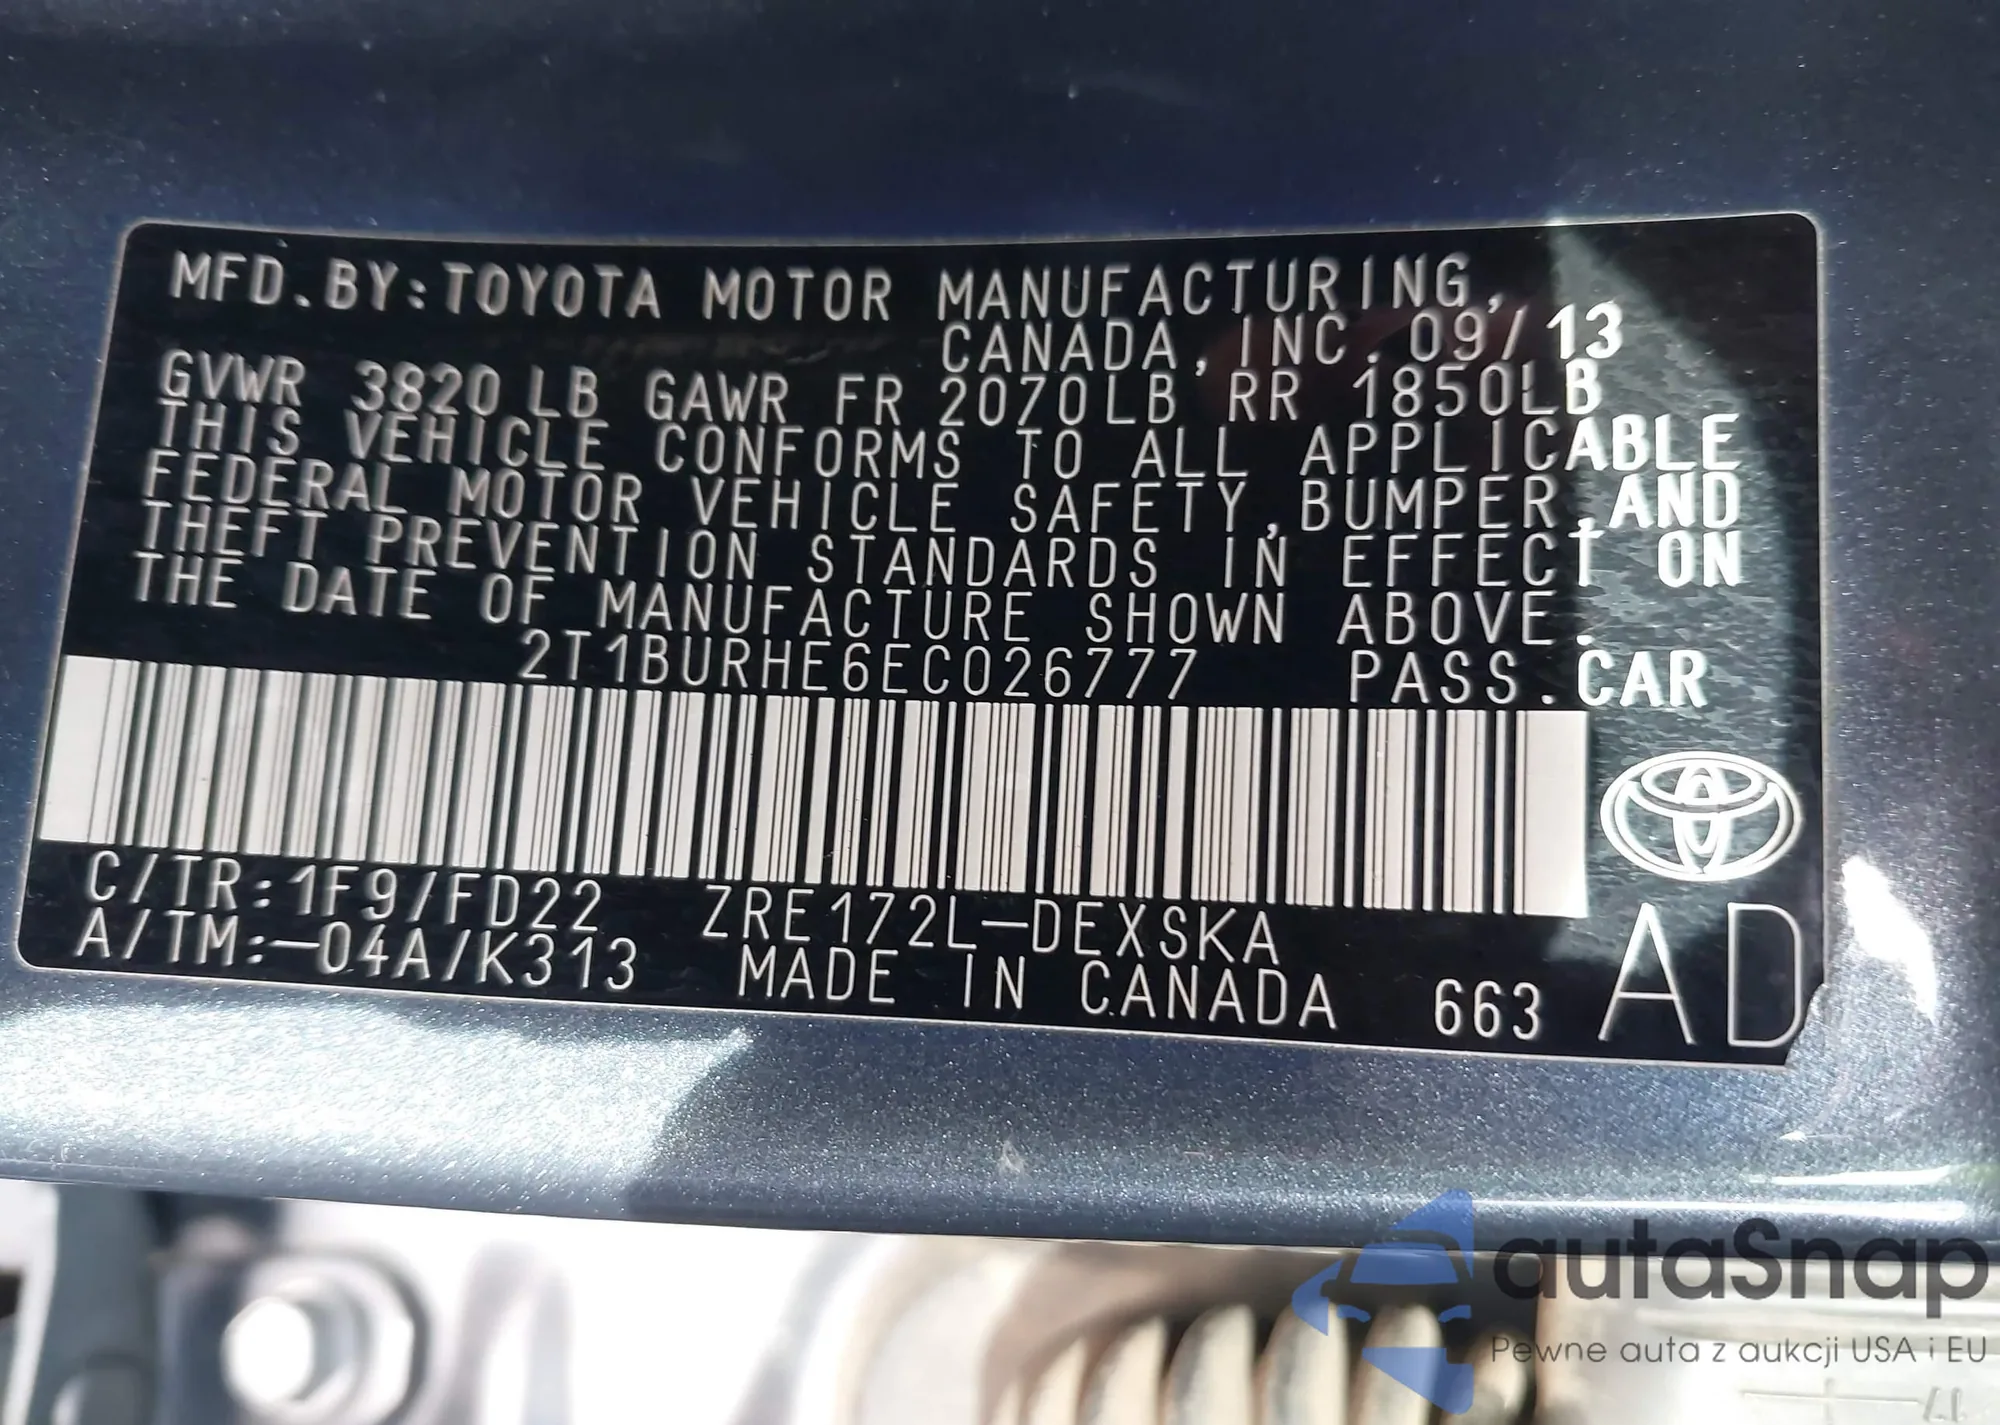 MFD.BY:TOYOTA MOTOR MANUFACTURING,
CANADA,INC. 09/13
GVWR 3820LB GAWR FR 2070LB RR 1850LB
THIS VEHICLE CONFORMS TO ALL APPLICABLE
FEDERAL MOTOR VEHICLE SAFETY,BUMPER,AND
THEFT PREVENTION STANDARDS IN EFFECT ON
THE DATE OF MANUFACTURE SHOWN ABOVE.
2T1BURHE6EC026777 PASS.CAR
C/TR:1F9/FD22 ZRE172L-DEXSKA
A/TM:-04A/K313 MADE IN CANADA 663 AD
autaSnap
Pewne auta z aukcji USA i EU